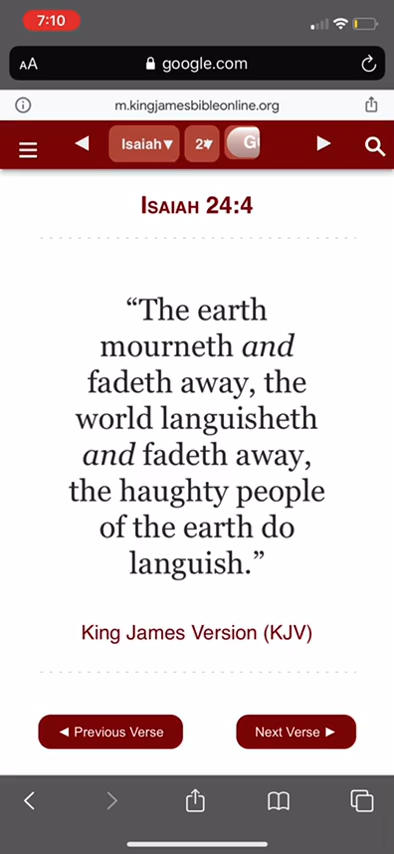 7:10
AA google.com
m.kingjamesbibleonline.org
Isaiah▼
ISAIAH 24:4
“The earth
mourneth and
fadeth away, the
world languisheth
and fadeth away,
the haughty people
of the earth do
languish.”
King James Version (KJV)
◄ Previous Verse Next Verse ►